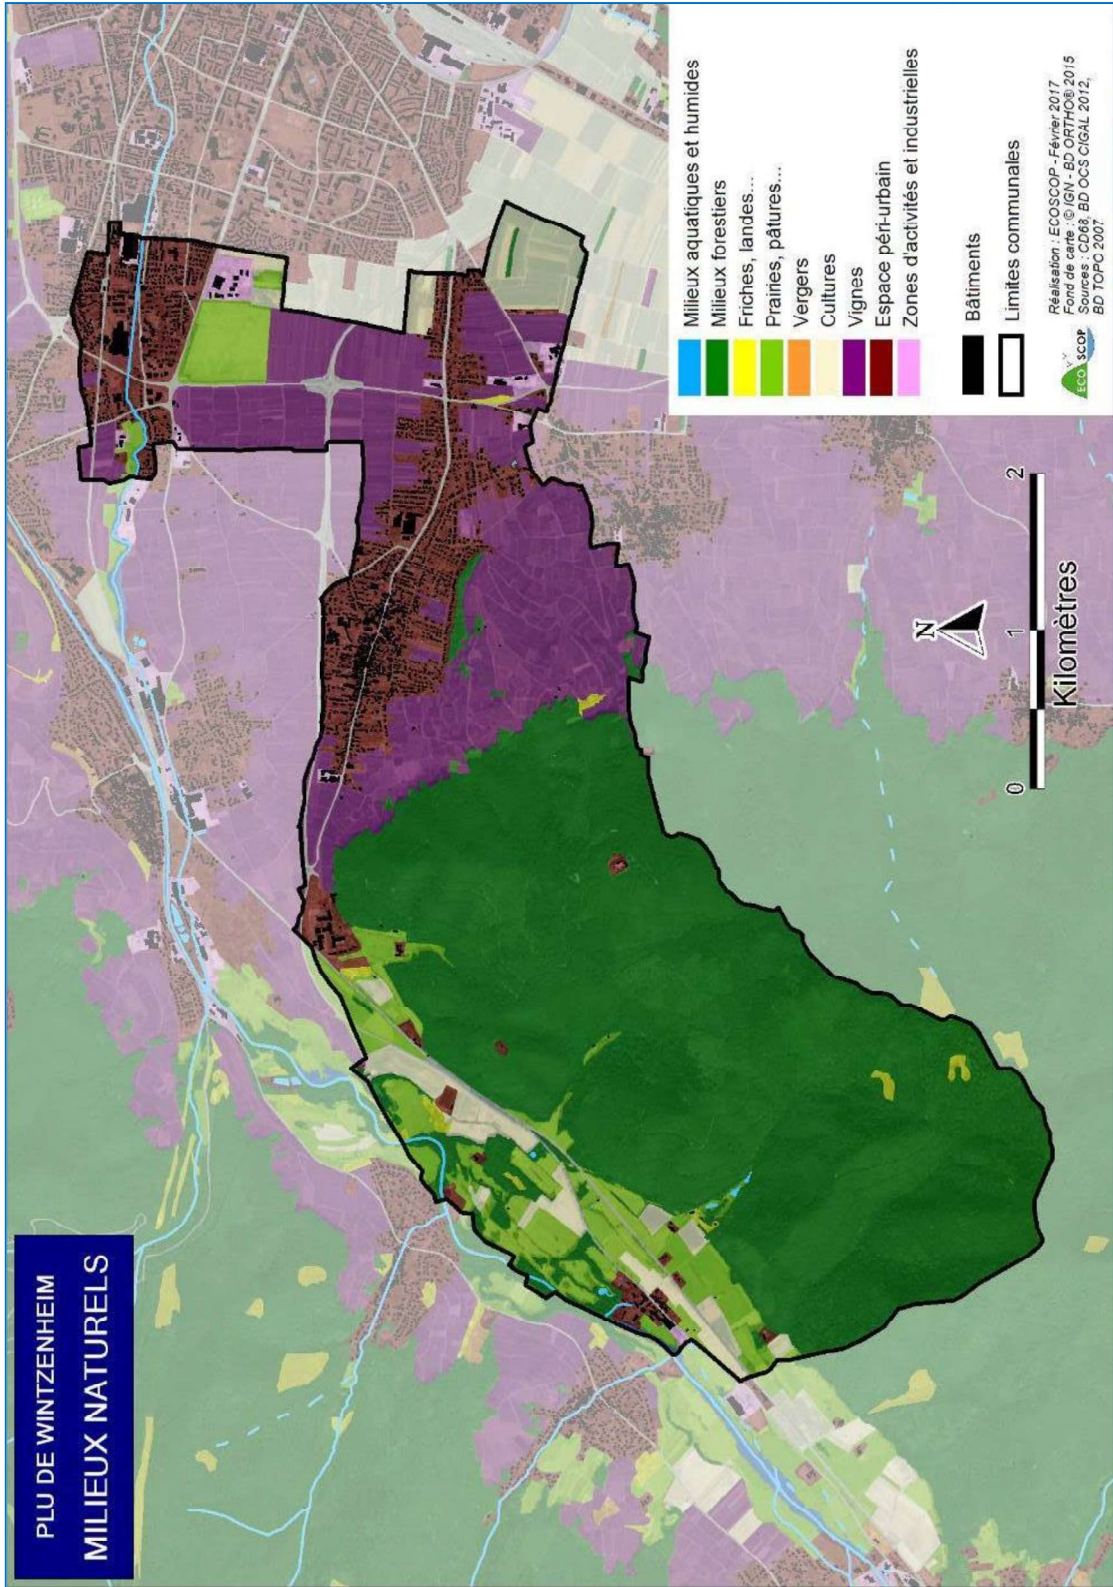 PLU DE WINTZENHEIM
MILIEUX NATURELS
N
0 1 2
Kilomètres
Milieux aquatiques et humides
Milieux forestiers
Friches, landes...
Prairies, pâtures...
Vergers
Cultures
Vignes
Espace péri-urbain
Zones d'activités et industrielles
Bâtiments
Limites communales
ECO SCOP
Réalisation : ECOSCOP - Février 2017
Fond de carte : © IGN - BD ORTHO® 2015
Sources : CD68, BD OCS CIGAL 2012,
BD TOPO 2007